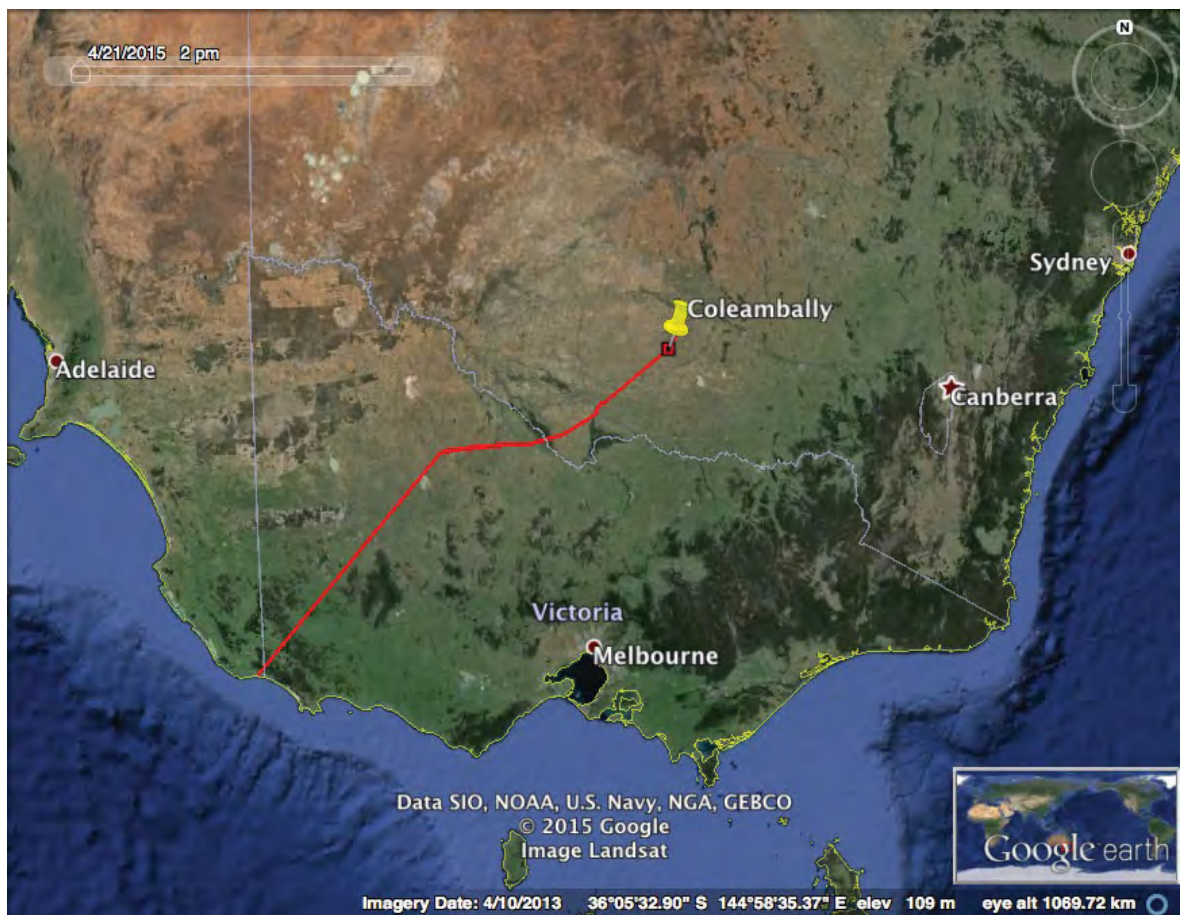 4/21/2015 2 pm
N
Sydney
Coleambally
Adelaide
Canberra
Victoria
Melbourne
Data SIO, NOAA, U.S. Navy, NGA, GEBCO
© 2015 Google
Image Landsat
Google earth
Imagery Date: 4/10/2013 36°05'32.90" S 144°58'35.37" E elev 109 m eye alt 1069.72 km